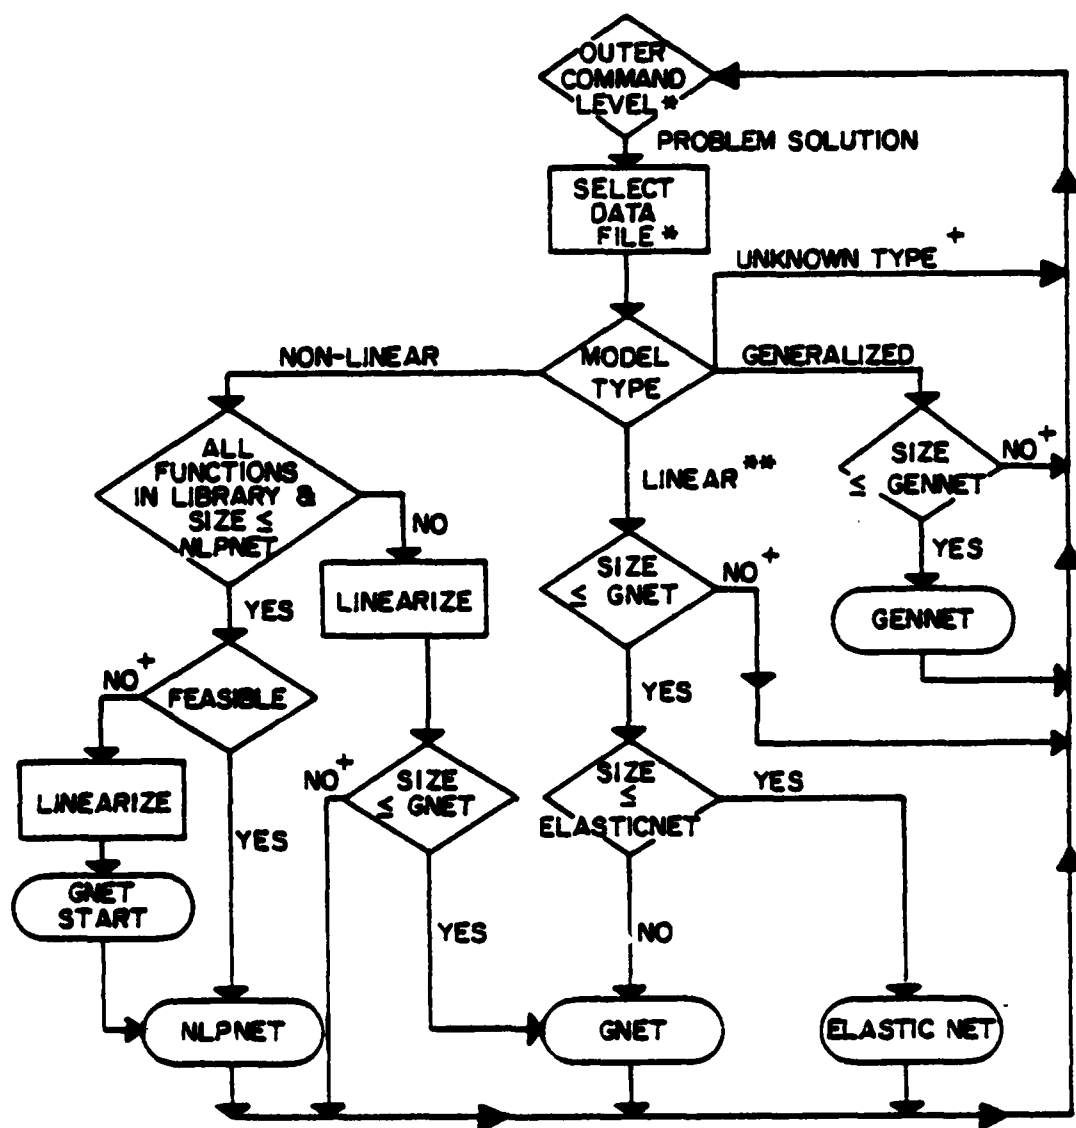 OUTER
COMMAND
LEVEL*
PROBLEM SOLUTION
SELECT
DATA
FILE*
UNKNOWN TYPE+
NON-LINEAR
MODEL
TYPE
GENERALIZED
ALL
FUNCTIONS
IN LIBRARY &
SIZE ≤
NLPNET
NO
YES
LINEARIZE
LINEAR**
SIZE
≤ GENNET
NO+
YES
GENNET
SIZE
≤ GNET
NO+
YES
NO+
FEASIBLE
YES
LINEARIZE
GNET
START
NO+
SIZE
≤ GNET
YES
SIZE
≤
ELASTICNET
YES
NO
NLPNET
GNET
ELASTIC NET